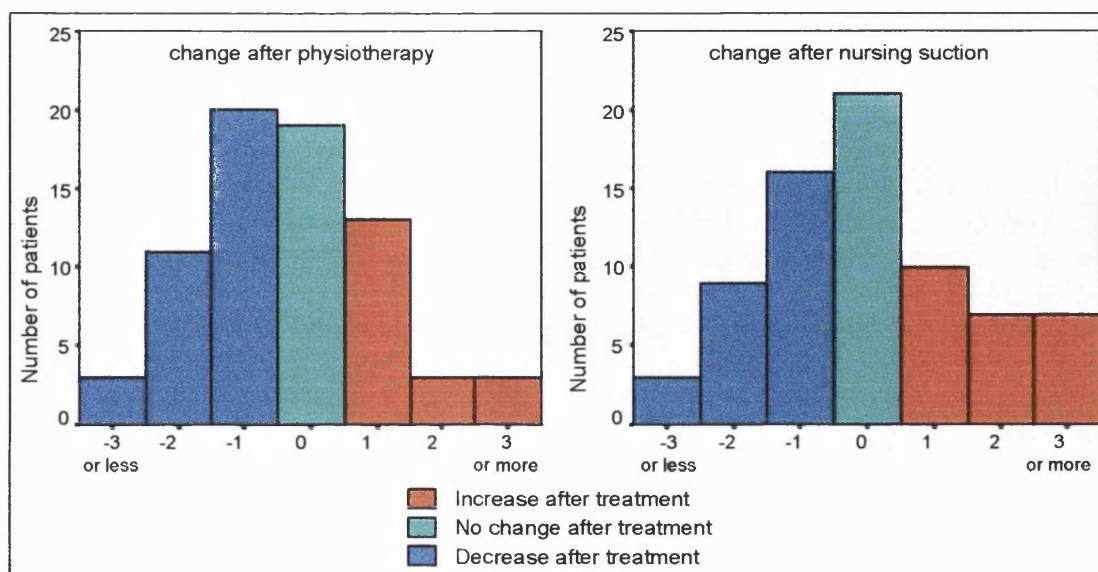 change after physiotherapy
Number of patients
25
20
15
10
5
0
-3 -2 -1 0 1 2 3
or less or more
change after nursing suction
Number of patients
25
20
15
10
5
0
-3 -2 -1 0 1 2 3
or less or more
Increase after treatment
No change after treatment
Decrease after treatment